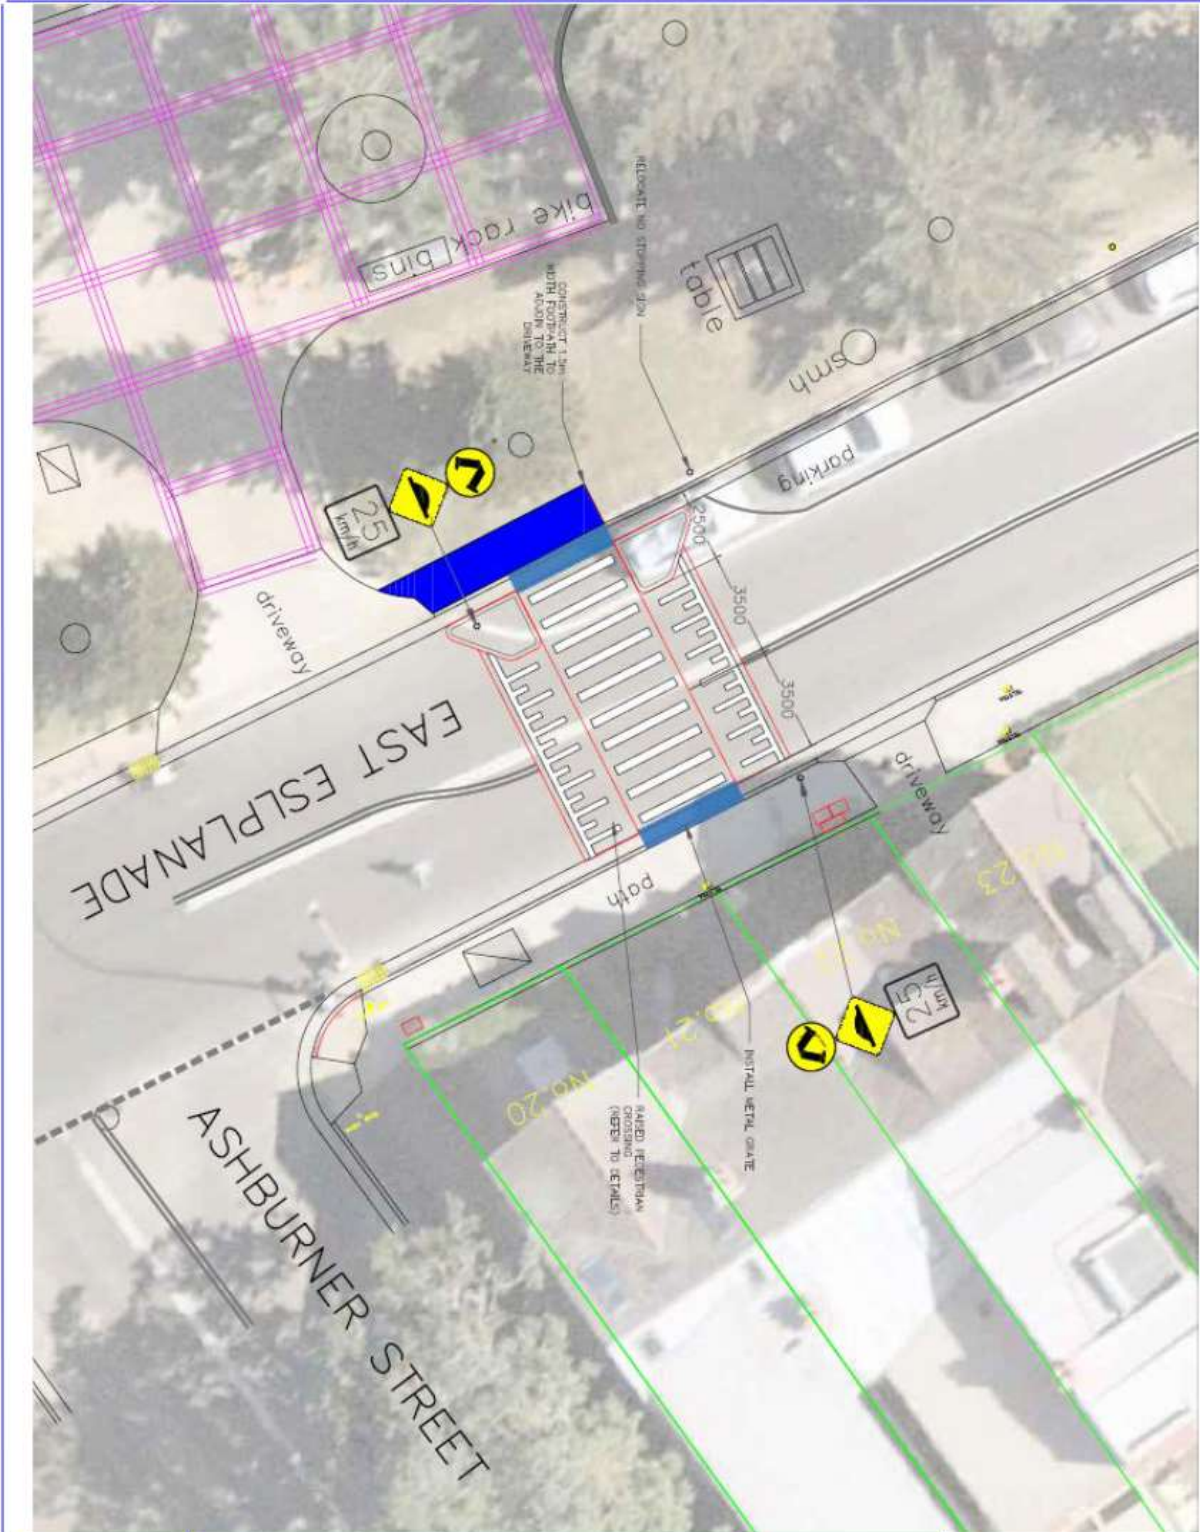 RELOCATE NO STOPPING SIGN
bike rack
bins
table
CONSTRUCT 1.5m
WIDTH FOOTPATH TO
ADJOIN TO THE
DRIVEWAY
smh
parking
25
km/h
2500
3500
3500
driveway
EAST ESLPLANADE
driveway
path
No.23
No.21
No.20
25
km/h
INSTALL METAL GRATE
RAISED PEDESTRIAN
CROSSING
(REFER TO DETAILS)
ASHBURNER STREET